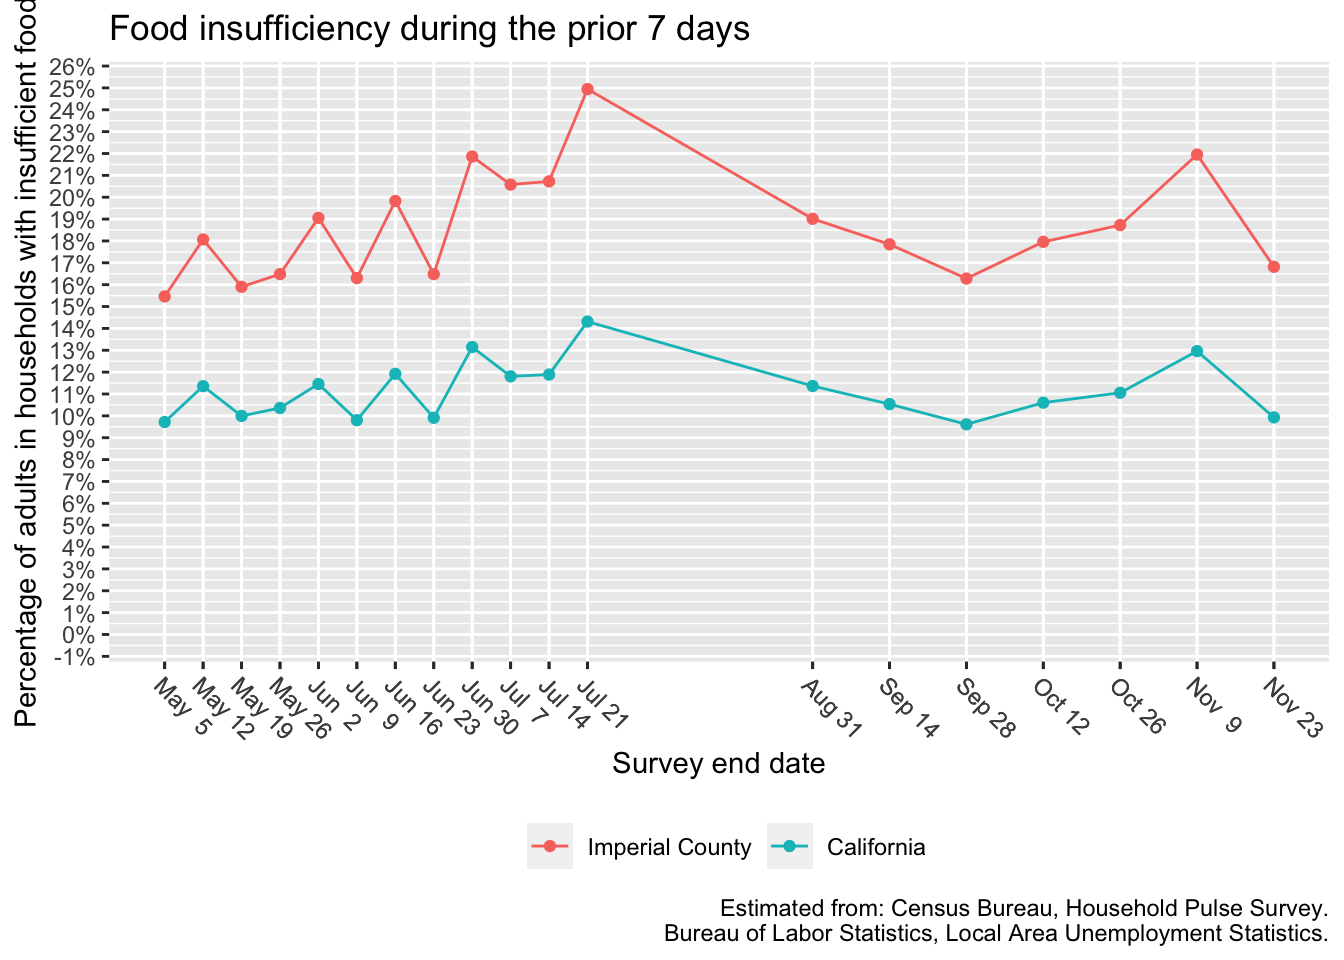 Food insufficiency during the prior 7 days
Percentage of adults in households with insufficient food
26%
25%
24%
23%
22%
21%
20%
19%
18%
17%
16%
15%
14%
13%
12%
11%
10%
9%
8%
7%
6%
5%
4%
3%
2%
1%
0%
-1%
May 5
May 12
May 19
May 26
Jun 2
Jun 9
Jun 16
Jun 23
Jun 30
Jul 7
Jul 14
Jul 21
Aug 31
Sep 14
Sep 28
Oct 12
Oct 26
Nov 9
Nov 23
Survey end date
Imperial County
California
Estimated from: Census Bureau, Household Pulse Survey.
Bureau of Labor Statistics, Local Area Unemployment Statistics.